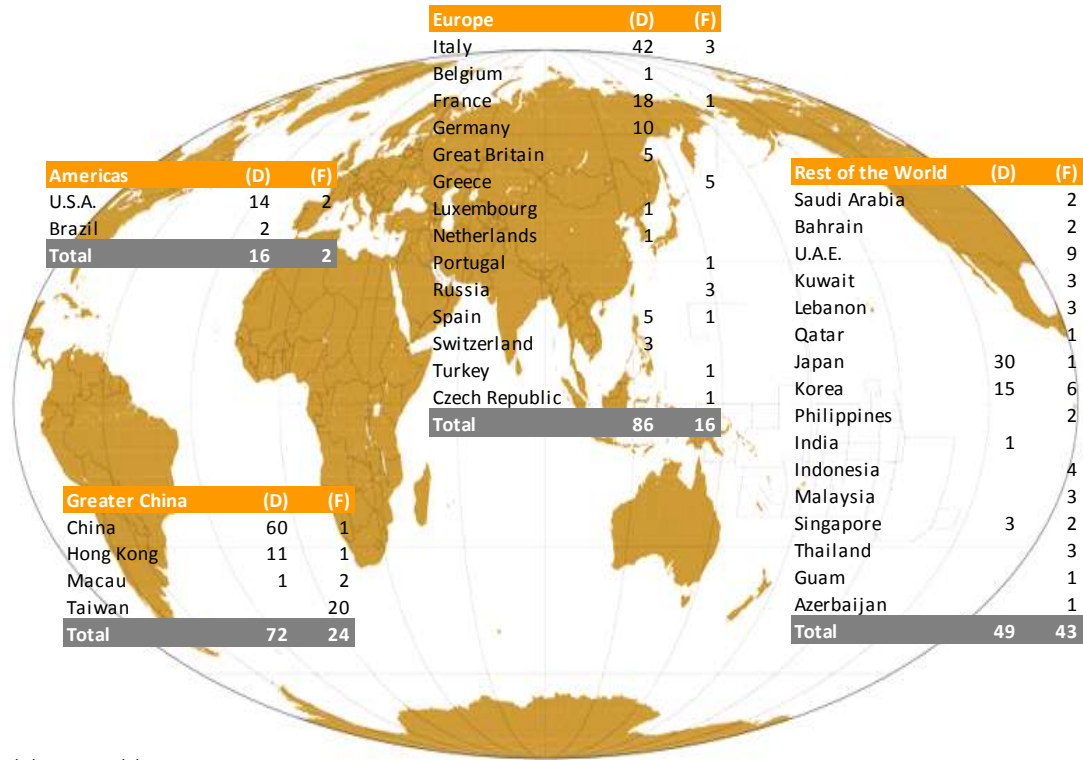 Europe (D) (F)
Italy 42 3
Belgium 1
France 18 1
Germany 10
Great Britain 5
Greece 5
Luxembourg 1
Netherlands 1
Portugal 1
Russia 3
Spain 5 1
Switzerland 3
Turkey 1
Czech Republic 1
Total 86 16
Americas (D) (F)
U.S.A. 14 2
Brazil 2
Total 16 2
Rest of the World (D) (F)
Saudi Arabia 2
Bahrain 2
U.A.E. 9
Kuwait 3
Lebanon 3
Qatar 1
Japan 30 1
Korea 15 6
Philippines 2
India 1
Indonesia 4
Malaysia 3
Singapore 3 2
Thailand 3
Guam 1
Azerbaijan 1
Total 49 43
Greater China (D) (F)
China 60 1
Hong Kong 11 1
Macau 1 2
Taiwan 20
Total 72 24